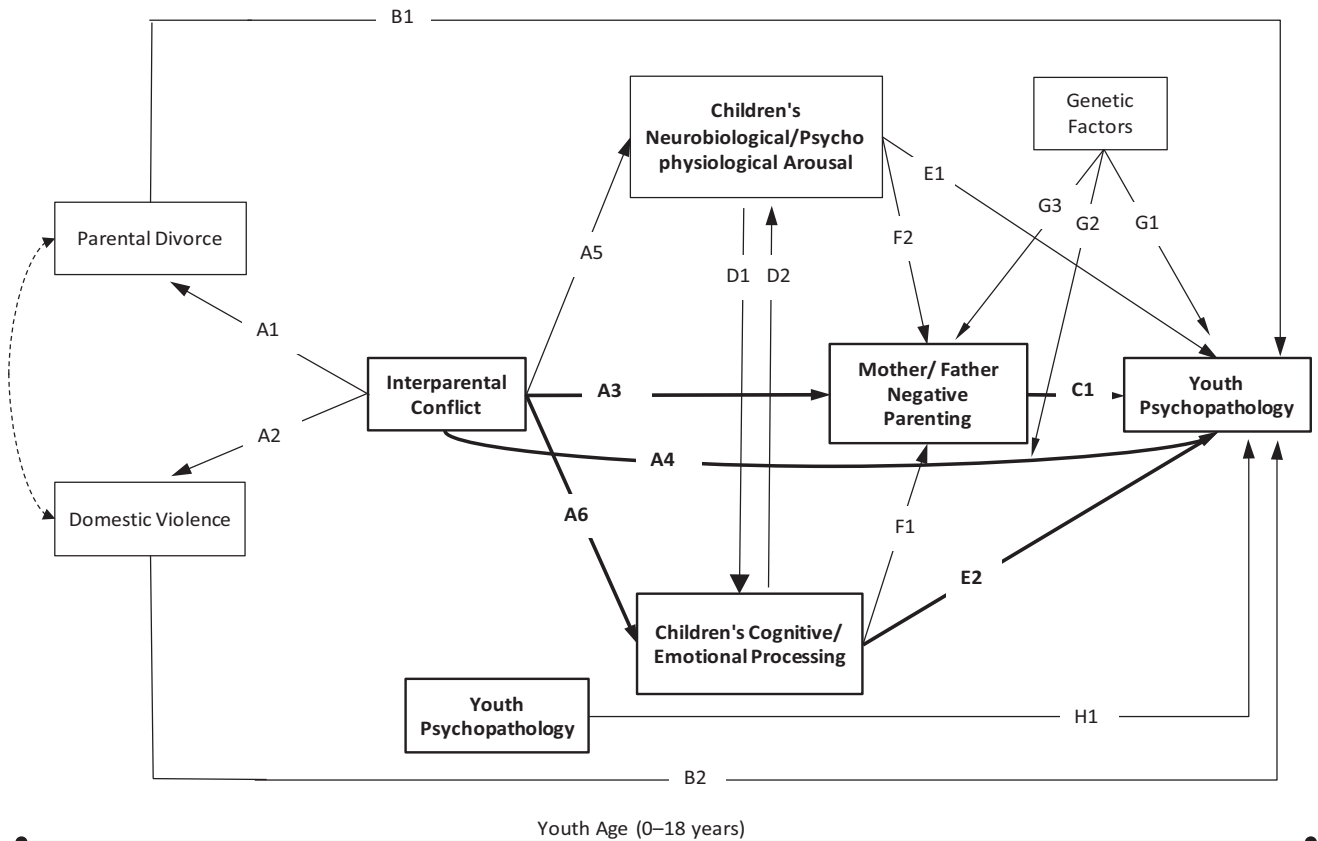 B1
Children's
Neurobiological/Psycho
physiological Arousal
Genetic
Factors
E1
G3
G2
G1
F2
A5
D1
D2
Parental Divorce
A1
Interparental
Conflict
A3
Mother/ Father
Negative
Parenting
C1
Youth
Psychopathology
A2
A4
Domestic Violence
A6
F1
E2
Children's Cognitive/
Emotional Processing
Youth
Psychopathology
H1
B2
Youth Age (0–18 years)